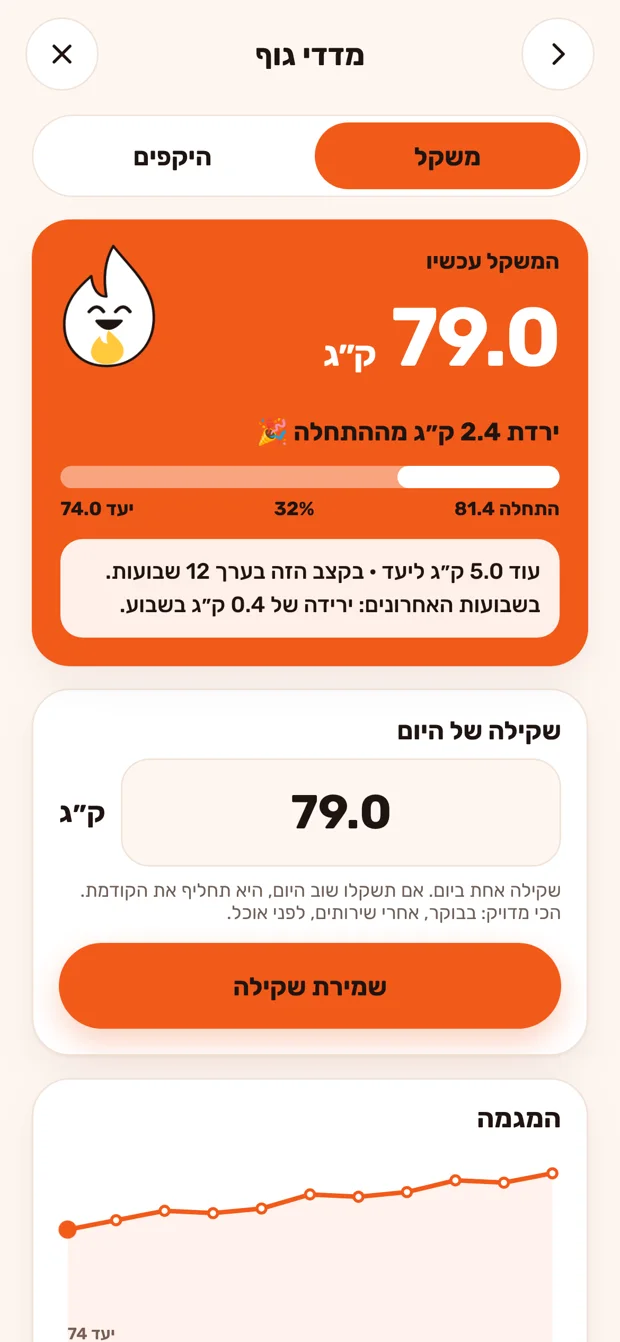 מדדי גוף
משקל
היקפים
המשקל עכשיו
79.0 ק״ג
ירדת 2.4 ק״ג מההתחלה 🎉
התחלה 81.4
32%
יעד 74.0
עוד 5.0 ק״ג ליעד • בקצב הזה בערך 12 שבועות.
בשבועות האחרונים: ירידה של 0.4 ק״ג בשבוע.
שקילה של היום
79.0
ק״ג
שקילה אחת ביום. אם תשקלו שוב היום, היא תחליף את הקודמת.
הכי מדויק: בבוקר, אחרי שירותים, לפני אוכל.
שמירת שקילה
המגמה
יעד 74